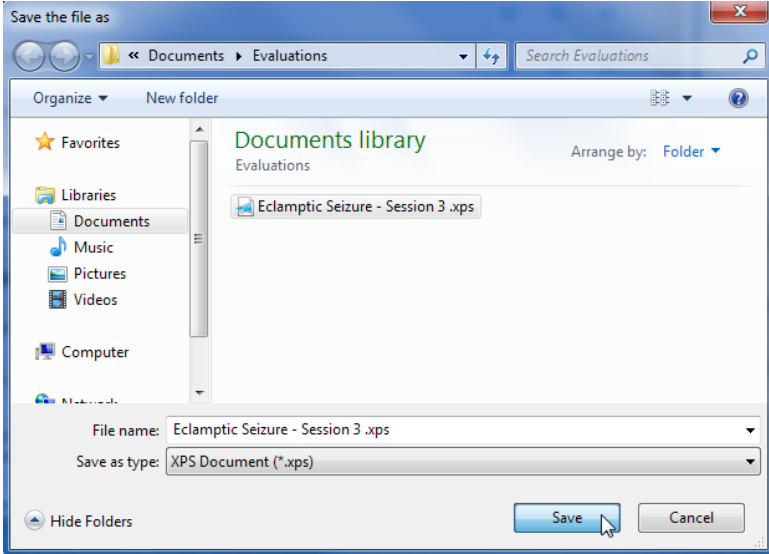 Save the file as
« Documents ▸ Evaluations
Search Evaluations
Organize ▾ New folder
Favorites
Libraries
Documents
Music
Pictures
Videos
Computer
Network
Documents library
Evaluations
Arrange by: Folder ▾
Eclamptic Seizure - Session 3 .xps
File name: Eclamptic Seizure - Session 3 .xps
Save as type: XPS Document (*.xps)
Hide Folders
Save
Cancel